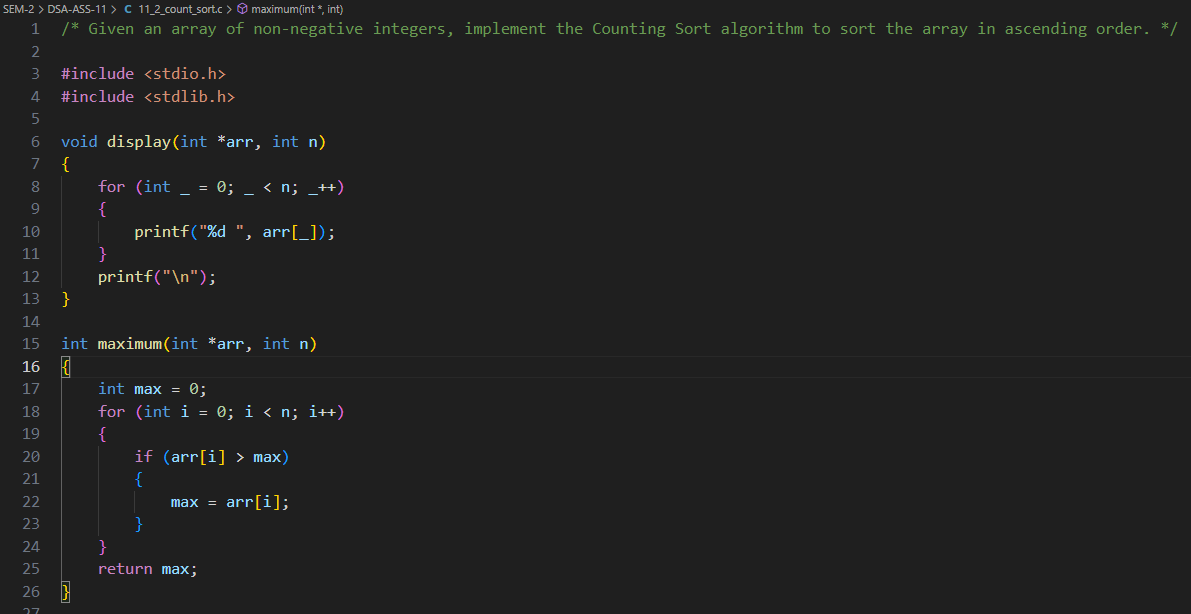 SEM-2 > DSA-ASS-11 > C 11_2_count_sort.c > maximum(int *, int)
1 /* Given an array of non-negative integers, implement the Counting Sort algorithm to sort the array in ascending order. */
2
3 #include <stdio.h>
4 #include <stdlib.h>
5
6 void display(int *arr, int n)
7 {
8     for (int _ = 0; _ < n; _++)
9     {
10         printf("%d ", arr[_]);
11     }
12     printf("\n");
13 }
14
15 int maximum(int *arr, int n)
16 {
17     int max = 0;
18     for (int i = 0; i < n; i++)
19     {
20         if (arr[i] > max)
21         {
22             max = arr[i];
23         }
24     }
25     return max;
26 }
27